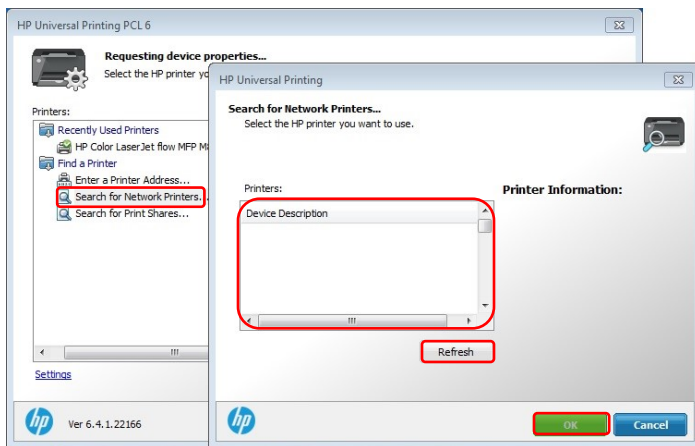 HP Universal Printing PCL 6
Requesting device properties...
Select the HP printer yo
Printers:
Recently Used Printers
HP Color LaserJet flow MFP
Find a Printer
Enter a Printer Address...
Search for Network Printers...
Search for Print Shares...
Settings
hp
Ver 6.4.1.22166
HP Universal Printing
Search for Network Printers...
Select the HP printer you want to use.
Printers:
Printer Information:
Device Description
Refresh
hp
OK
Cancel